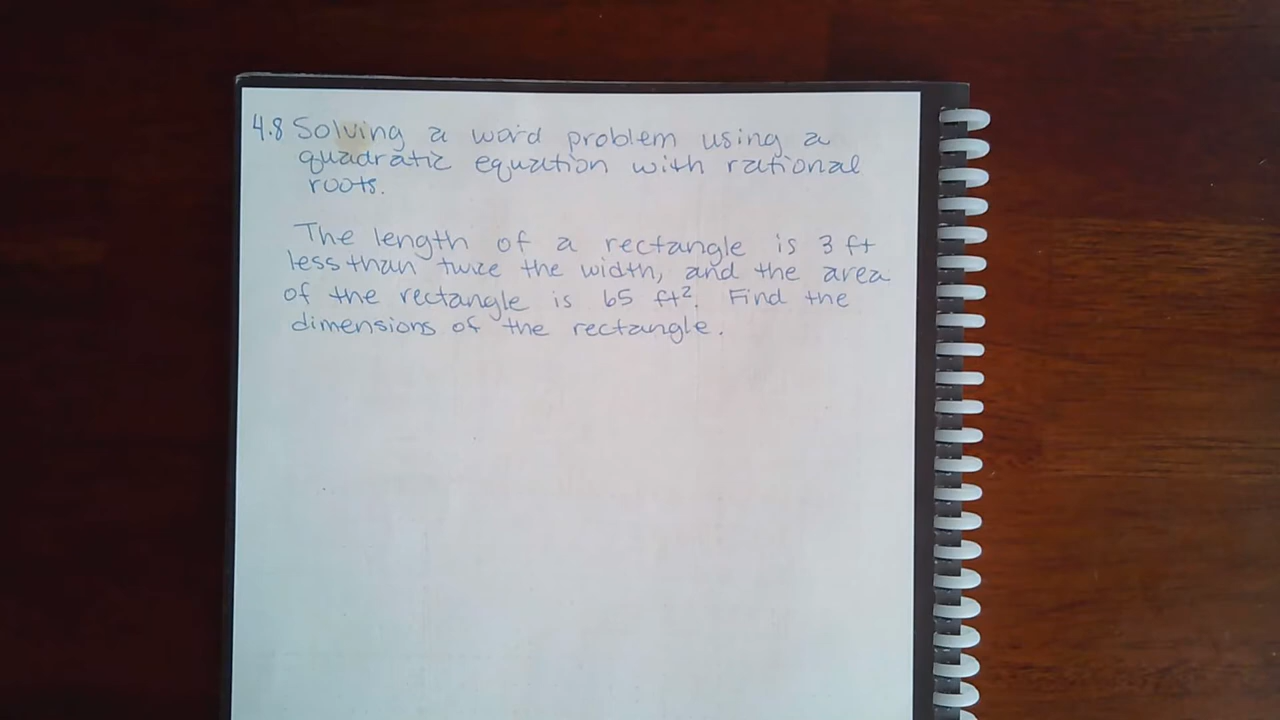 4.8 Solving a word problem using a
quadratic equation with rational
roots.
The length of a rectangle is 3 ft
less than twice the width, and the area
of the rectangle is 65 ft². Find the
dimensions of the rectangle.